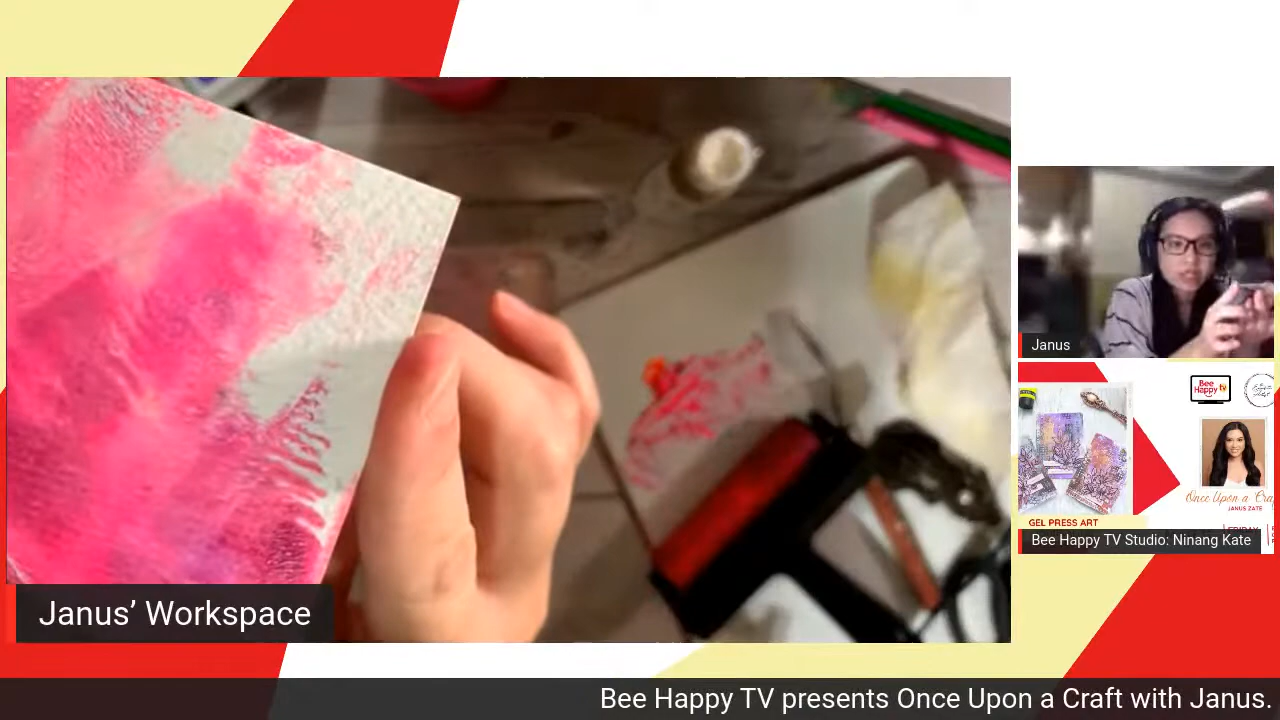 Janus
Bee
Happy tv
Once Upon a Cra
JANUS ZATE
GEL PRESS ART
Bee Happy TV Studio: Ninang Kate
Janus’ Workspace
Bee Happy TV presents Once Upon a Craft with Janus.